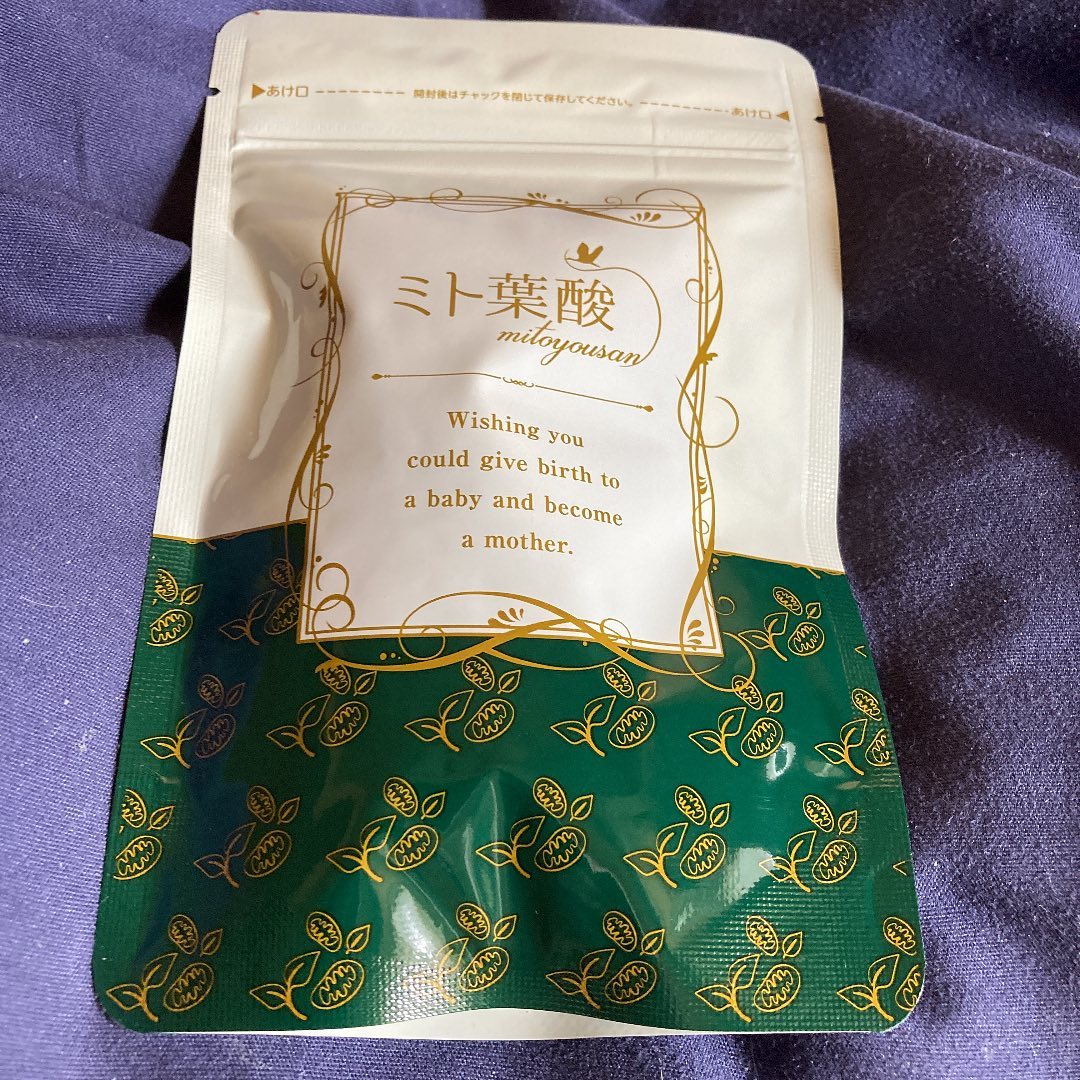 ▶あけ口 開封後はチャックを閉じて保存してください。 あけ口◀
ミト葉酸
mitoyousan
Wishing you
could give birth to
a baby and become
a mother.